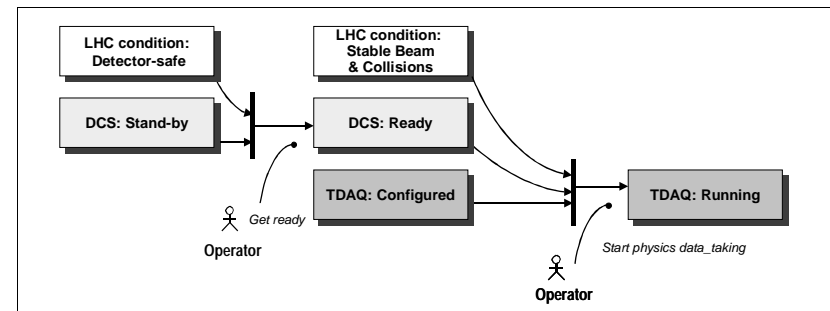 LHC condition:
Detector-safe
LHC condition:
Stable Beam
& Collisions
DCS: Stand-by
DCS: Ready
TDAQ: Configured
TDAQ: Running
Get ready
Operator
Start physics data_taking
Operator